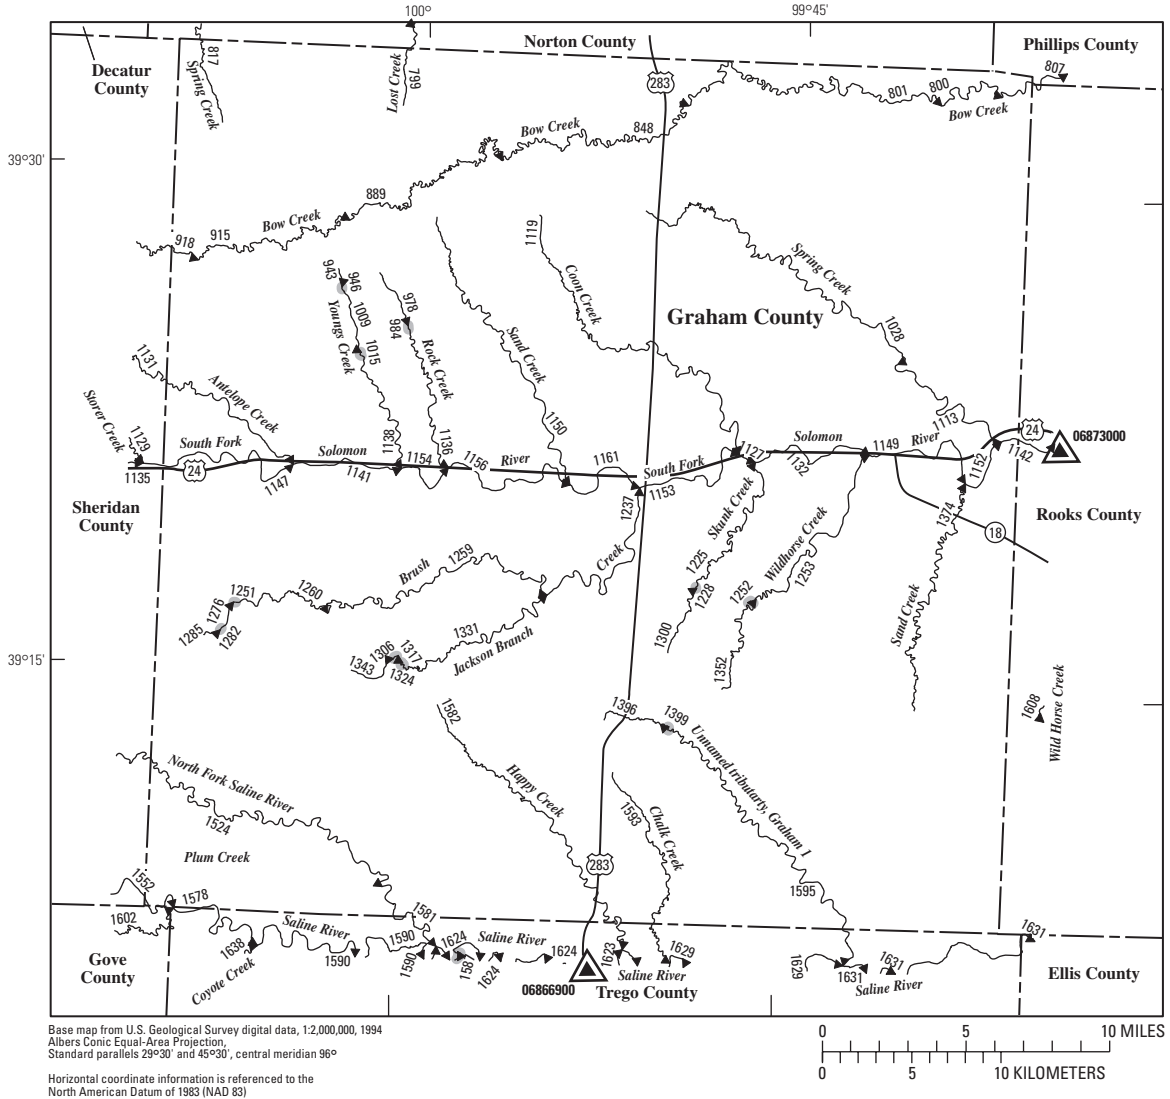 100°
99°45'
Norton County
Phillips County
Decatur
County
817
Spring Creek
Lost Creek
799
283
807
801
800
Bow Creek
39°30'
Bow Creek
848
889
Bow Creek
918
915
1119
Coon Creek
Spring Creek
943
946
1009
1015
Youngs Creek
978
984
Rock Creek
Sand Creek
Graham County
1028
1131
Antelope Creek
Storer Creek
1129
1135
South Fork
24
1147
Solomon
1141
1138
1154
1136
1156
River
1150
1161
South Fork
1153
1127
Solomon
1132
1149
River
1113
1152
24
1142
06873000
Sheridan
County
1237
Skunk Creek
Wildhorse Creek
1374
18
Rooks County
1259
Brush
Creek
1225
1228
1253
1251
1260
1276
1285
1282
1252
1300
Sand Creek
1331
Jackson Branch
1306
1317
1343
1324
39°15'
1352
1582
1396
1399
1608
Wild Horse Creek
Unnamed tributarty, Graham 1
North Fork Saline River
1524
Happy Creek
1593
Chalk Creek
Plum Creek
283
1552
1578
1595
1602
1581
Saline River
1638
Coyote Creek
1590
1590
1590
1624
1587
Saline River
1624
1624
1623
1629
Saline River
1629
1631
1631
1631
Saline River
Gove
County
06866900
Trego County
Ellis County
Base map from U.S. Geological Survey digital data, 1:2,000,000, 1994
Albers Conic Equal-Area Projection,
Standard parallels 29°30' and 45°30', central meridian 96°
Horizontal coordinate information is referenced to the
North American Datum of 1983 (NAD 83)
0 5 10 MILES
0 5 10 KILOMETERS